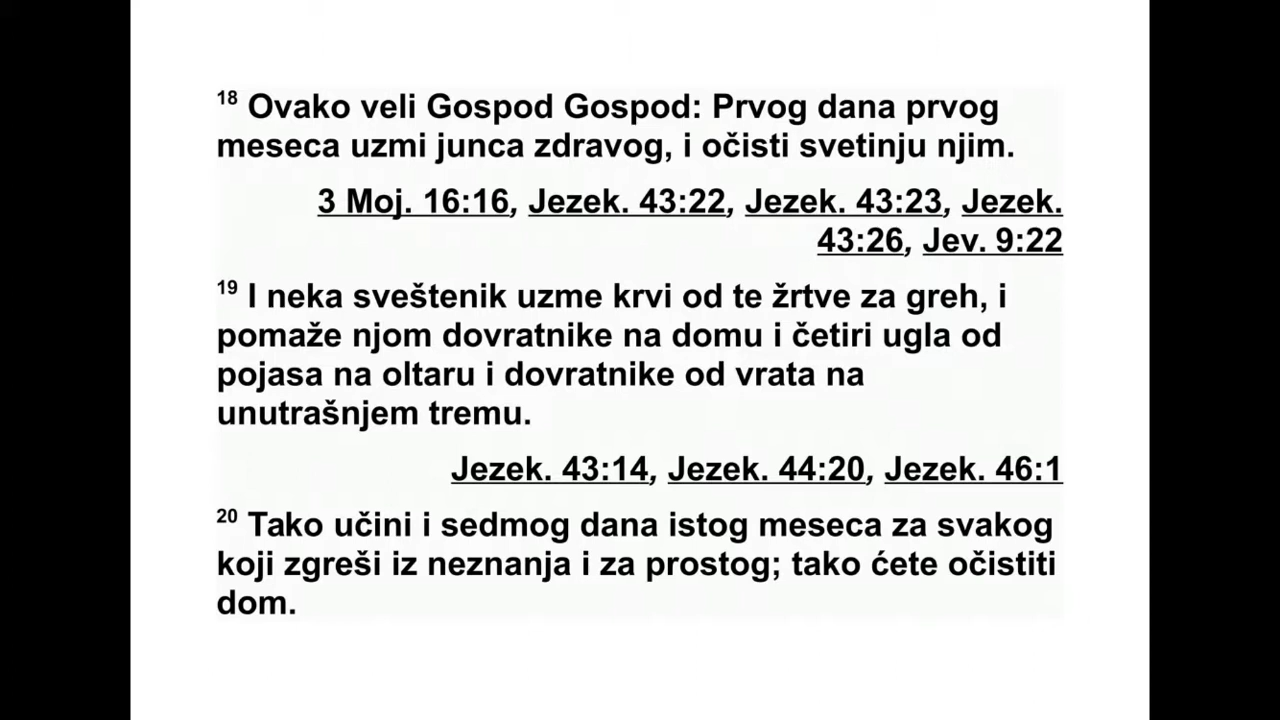 18 Ovako veli Gospod Gospod: Prvog dana prvog
meseca uzmi junca zdravog, i očisti svetinju njim.
3 Moj. 16:16, Jezek. 43:22, Jezek. 43:23, Jezek.
43:26, Jev. 9:22
19 I neka sveštenik uzme krvi od te žrtve za greh, i
pomaže njom dovratnike na domu i četiri ugla od
pojasa na oltaru i dovratnike od vrata na
unutrašnjem tremu.
Jezek. 43:14, Jezek. 44:20, Jezek. 46:1
20 Tako učini i sedmog dana istog meseca za svakog
koji zgreši iz neznanja i za prostog; tako ćete očistiti
dom.